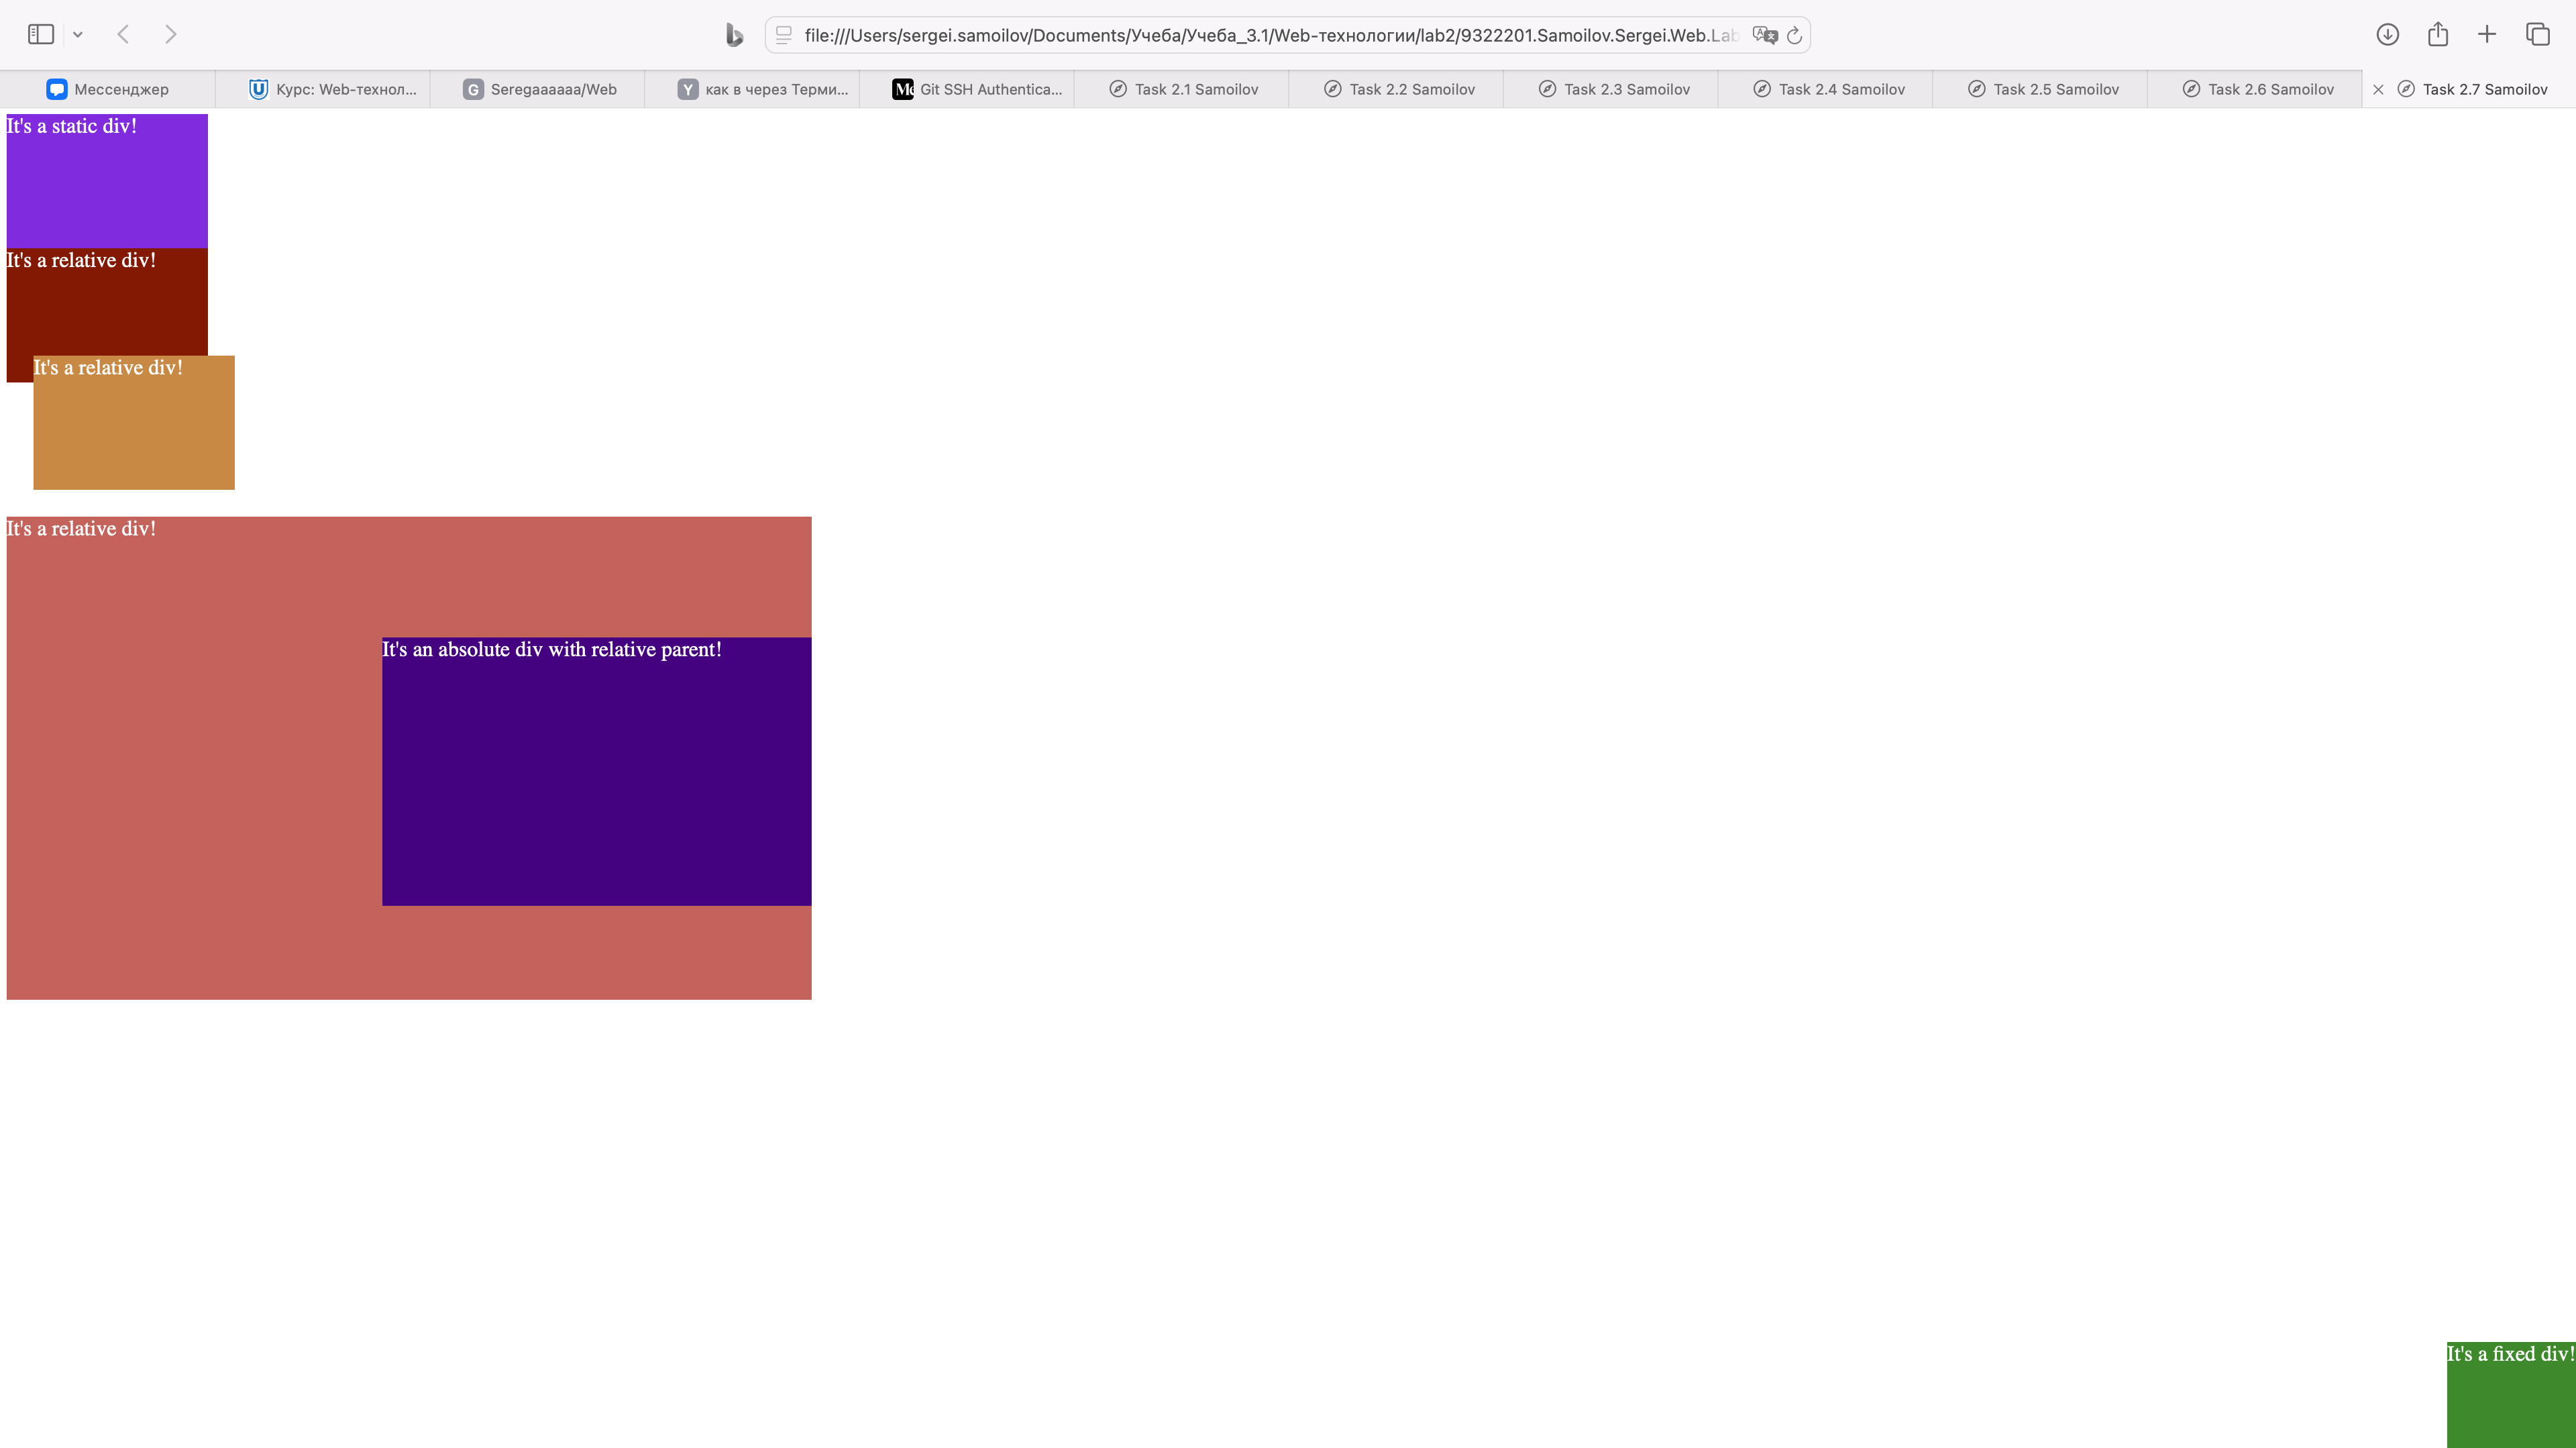 file:///Users/sergei.samoilov/Documents/Учеба/Учеба_3.1/Web-технологии/lab2/9322201.Samoilov.Sergei.Web.Lab
Мессенджер
Курс: Web-технол...
G Seregaaaaaa/Web
Y как в через Терми...
Git SSH Authentica...
Task 2.1 Samoilov
Task 2.2 Samoilov
Task 2.3 Samoilov
Task 2.4 Samoilov
Task 2.5 Samoilov
Task 2.6 Samoilov
Task 2.7 Samoilov
It's a static div!
It's a relative div!
It's a relative div!
It's a relative div!
It's an absolute div with relative parent!
It's a fixed div!